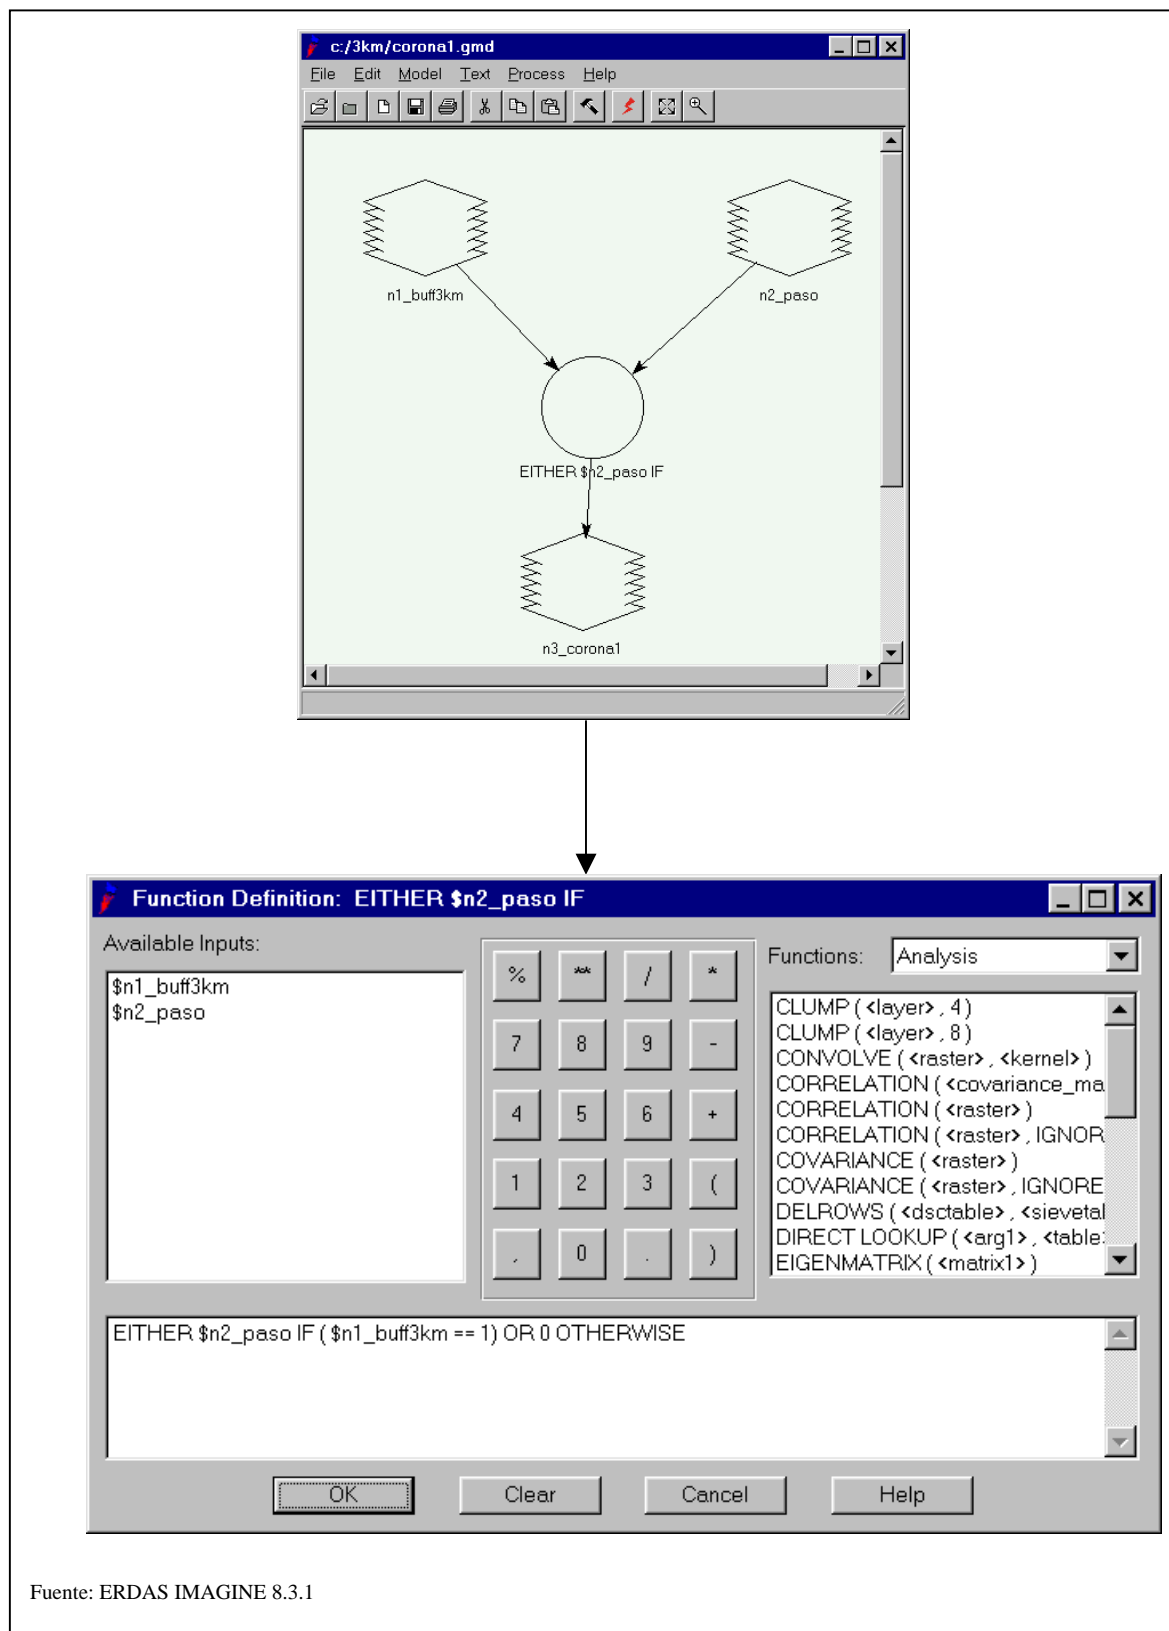 c:/3km/corona1.gmd
File Edit Model Text Process Help
n1_buff3km
n2_paso
EITHER $n2_paso IF
n3_corona1
Function Definition: EITHER $n2_paso IF
Available Inputs:
$n1_buff3km
$n2_paso
% ** / *
7 8 9 -
4 5 6 +
1 2 3 (
, 0 . )
Functions: Analysis
CLUMP ( <layer> , 4 )
CLUMP ( <layer> , 8 )
CONVOLVE ( <raster> , <kernel> )
CORRELATION ( <covariance_ma
CORRELATION ( <raster> )
CORRELATION ( <raster> , IGNOR
COVARIANCE ( <raster> )
COVARIANCE ( <raster> , IGNORE
DELROWS ( <dsctable> , <sievetal
DIRECT LOOKUP ( <arg1> , <table>
EIGENMATRIX ( <matrix1> )
EITHER $n2_paso IF ( $n1_buff3km == 1) OR 0 OTHERWISE
OK Clear Cancel Help
Fuente: ERDAS IMAGINE 8.3.1